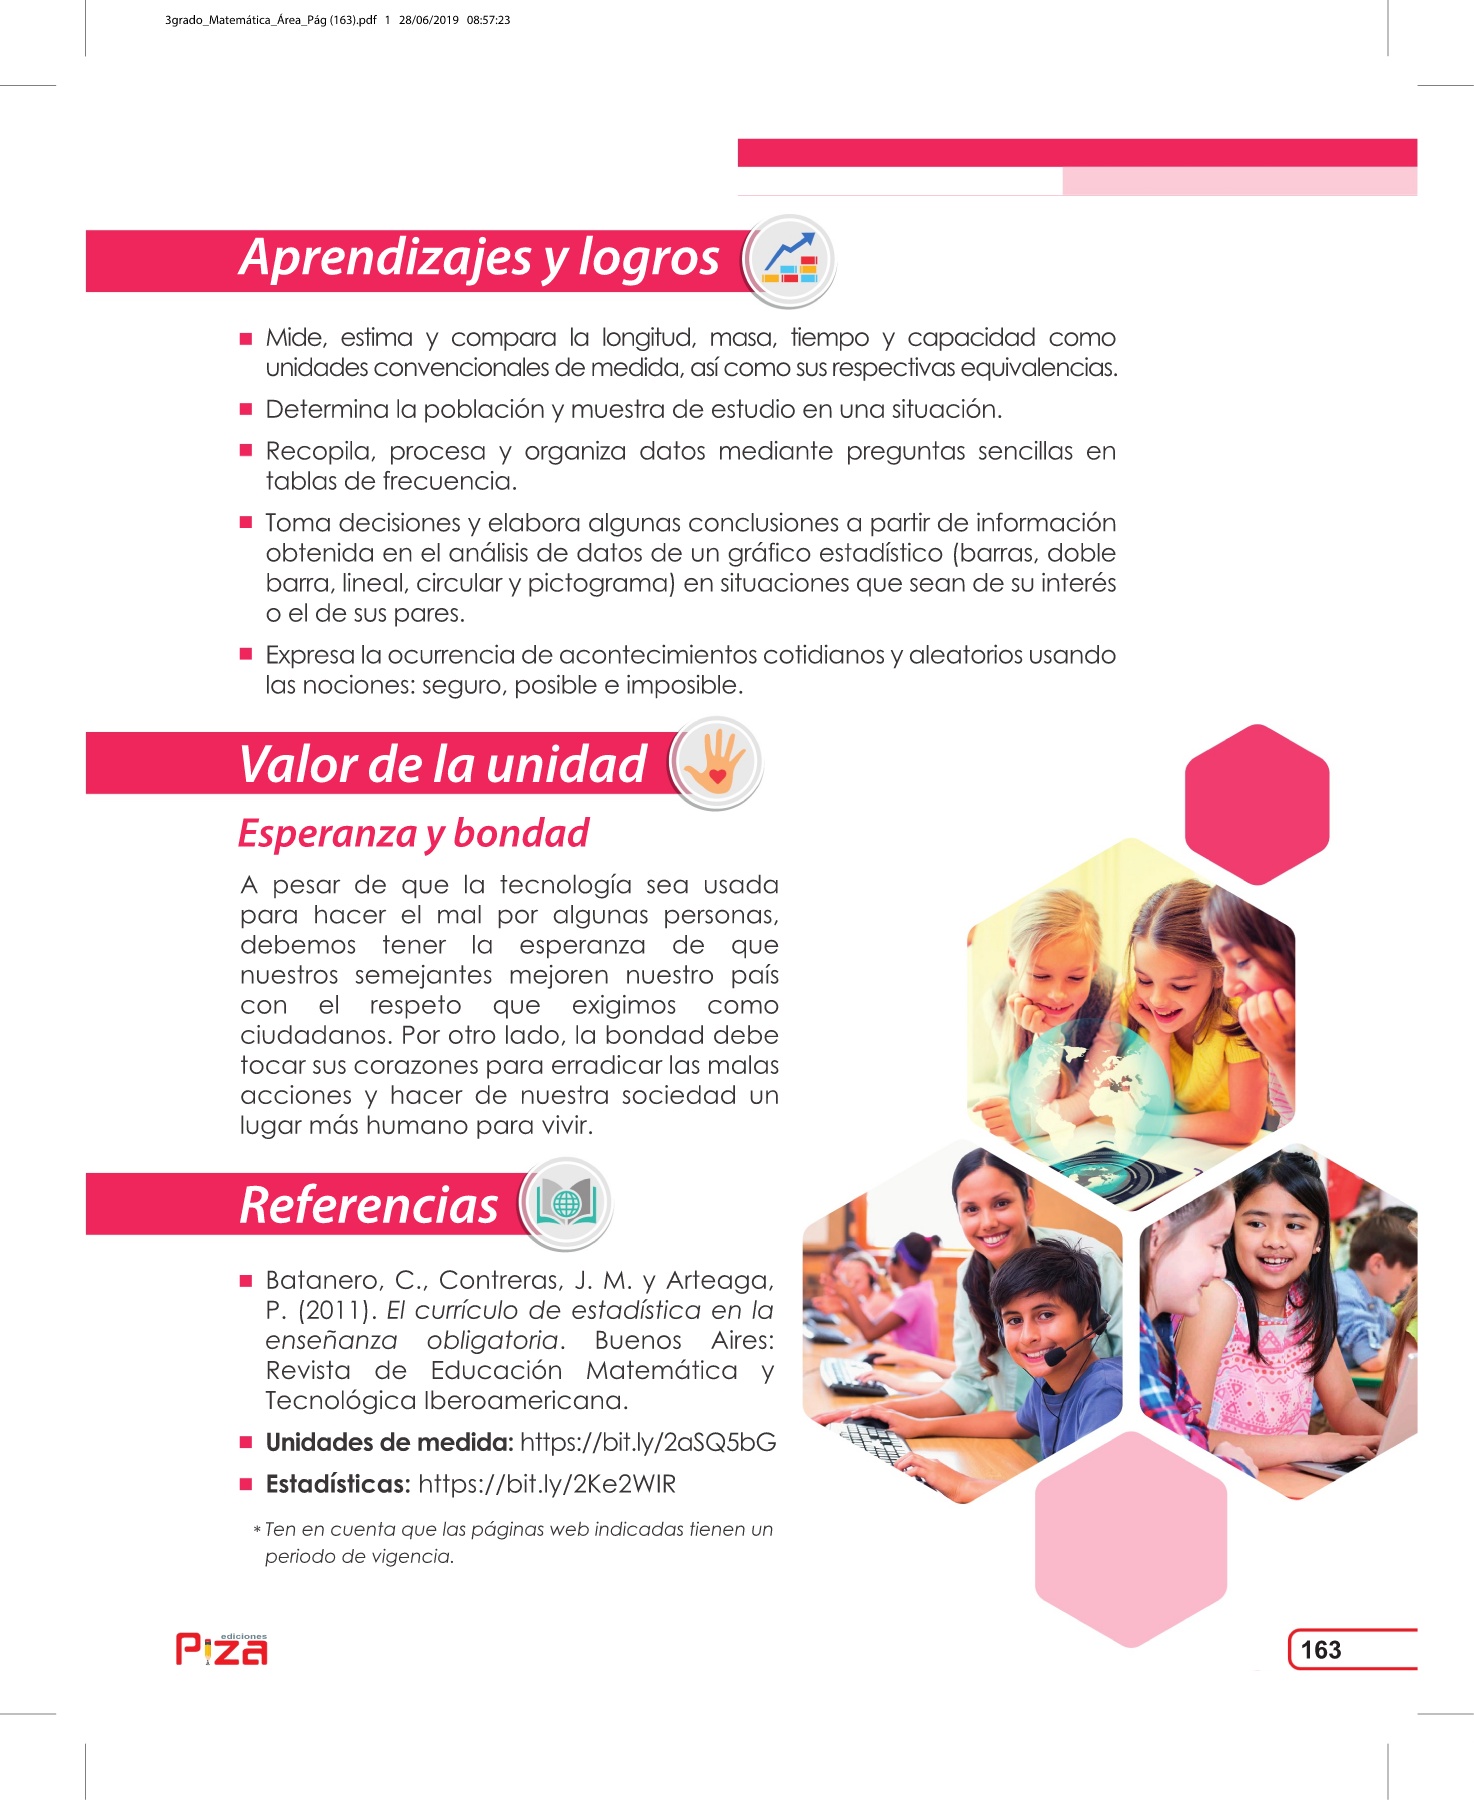 3grado_Matemática_Área_Pág (163).pdf   1   28/06/2019   08:57:23
Aprendizajes y logros
Mide, estima y compara la longitud, masa, tiempo y capacidad como
unidades convencionales de medida, así como sus respectivas equivalencias.
Determina la población y muestra de estudio en una situación.
Recopila, procesa y organiza datos mediante preguntas sencillas en
tablas de frecuencia.
Toma decisiones y elabora algunas conclusiones a partir de información
obtenida en el análisis de datos de un gráfico estadístico (barras, doble
barra, lineal, circular y pictograma) en situaciones que sean de su interés
o el de sus pares.
Expresa la ocurrencia de acontecimientos cotidianos y aleatorios usando
las nociones: seguro, posible e imposible.
Valor de la unidad
Esperanza y bondad
A pesar de que la tecnología sea usada
para hacer el mal por algunas personas,
debemos tener la esperanza de que
nuestros semejantes mejoren nuestro país
con el respeto que exigimos como
ciudadanos. Por otro lado, la bondad debe
tocar sus corazones para erradicar las malas
acciones y hacer de nuestra sociedad un
lugar más humano para vivir.
Referencias
Batanero, C., Contreras, J. M. y Arteaga,
P. (2011). El currículo de estadística en la
enseñanza obligatoria. Buenos Aires:
Revista de Educación Matemática y
Tecnológica Iberoamericana.
Unidades de medida: https://bit.ly/2aSQ5bG
Estadísticas: https://bit.ly/2Ke2WIR
* Ten en cuenta que las páginas web indicadas tienen un
periodo de vigencia.
ediciones
Piza
163